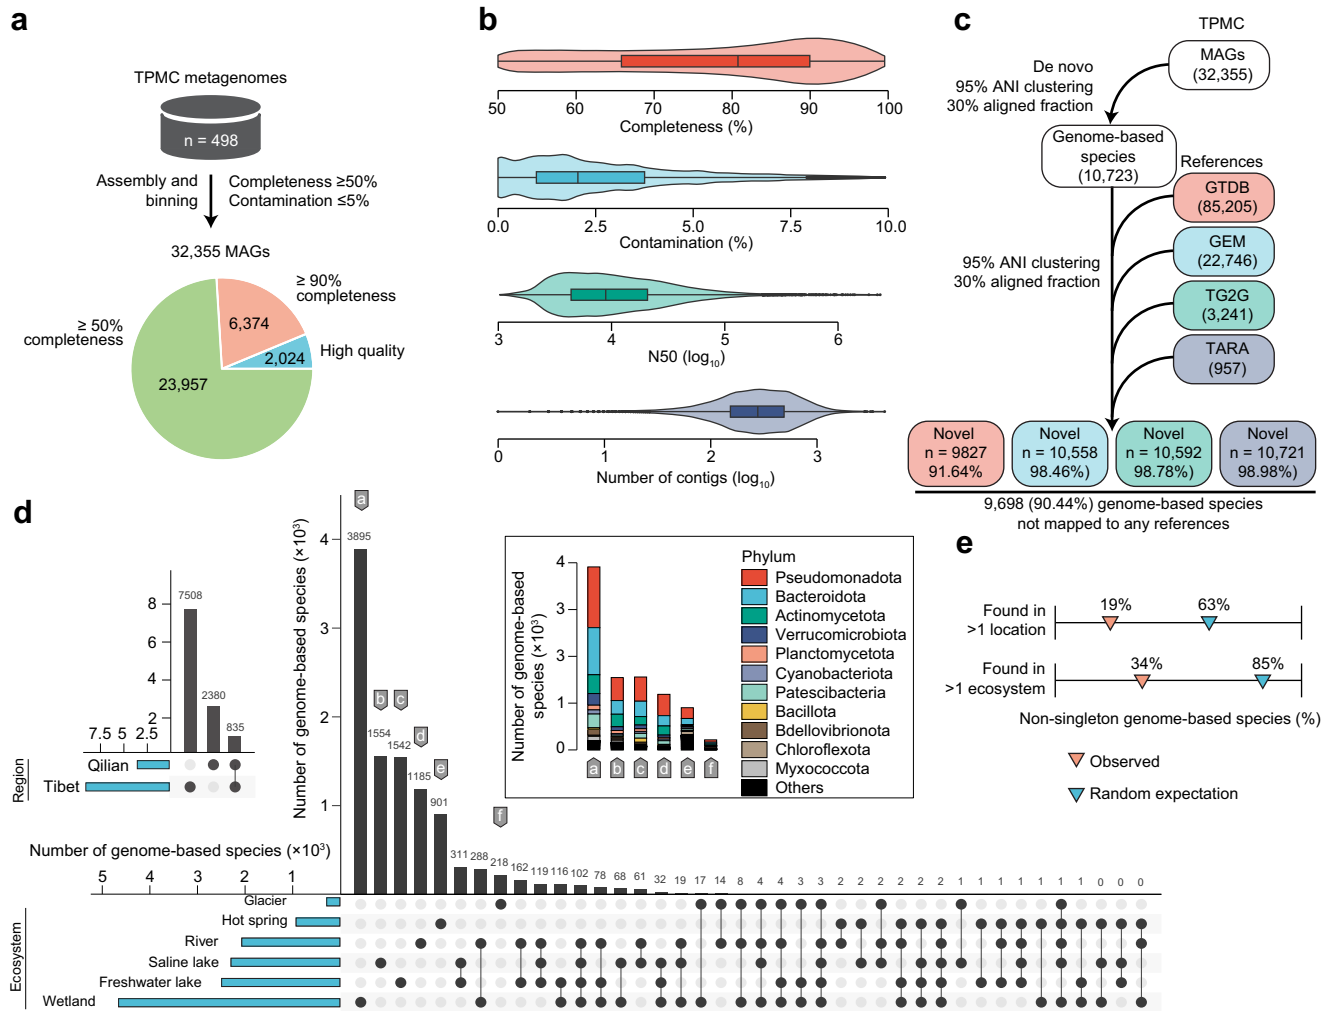 a
TPMC metagenomes
n = 498
Assembly and
binning
Completeness ≥50%
Contamination ≤5%
32,355 MAGs
≥ 90%
completeness
6,374
≥ 50%
completeness
High quality
2,024
23,957
b
50 60 70 80 90 100
Completeness (%)
0.0 2.5 5.0 7.5 10.0
Contamination (%)
3 4 5 6
N50 (log10)
0 1 2 3
Number of contigs (log10)
c
TPMC
MAGs
(32,355)
De novo
95% ANI clustering
30% aligned fraction
Genome-based
species
(10,723)
References
GTDB
(85,205)
GEM
(22,746)
95% ANI clustering
30% aligned fraction
TG2G
(3,241)
TARA
(957)
Novel
n = 9827
91.64%
Novel
n = 10,558
98.46%)
Novel
n = 10,592
98.78%)
Novel
n = 10,721
98.98%)
9,698 (90.44%) genome-based species
not mapped to any references
d
8
6
4
2
7508
2380
835
7.5 5 2.5
Region
Qilian
Tibet
Number of genome-based species (×10³)
4
3
2
1
a
b
c
d
e
f
3895
1554
1542
1185
901
311
288
218
162
119
116
102
78
68
61
32
19
17
14
8
4
4
3
3
2
2
2
2
2
2
1
1
1
1
1
1
1
0
0
0
Number of genome-based
species (×10³)
4
3
3
1
0
a b c d e f
Phylum
Pseudomonadota
Bacteroidota
Actinomycetota
Verrucomicrobiota
Planctomycetota
Cyanobacteriota
Patescibacteria
Bacillota
Bdellovibrionota
Chloroflexota
Myxococcota
Others
Number of genome-based species (×10³)
5 4 3 2 1
Ecosystem
Glacier
Hot spring
River
Saline lake
Freshwater lake
Wetland
e
Found in
>1 location
19%
63%
Found in
>1 ecosystem
34%
85%
Non-singleton genome-based species (%)
Observed
Random expectation